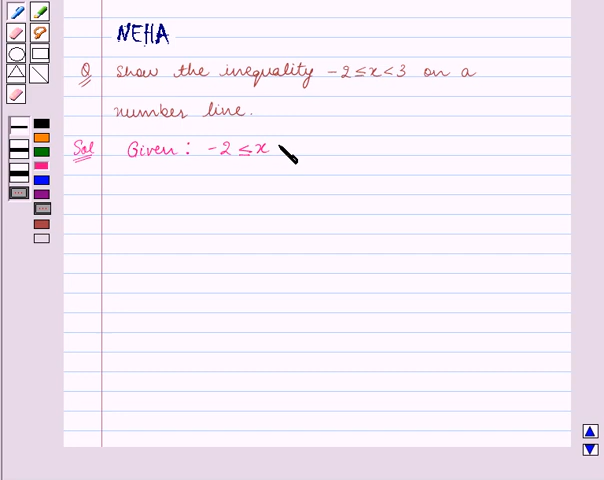 NEHA
Q show the inequality -2 ≤ x < 3 on a
number line.
Sol Given : -2 ≤ x